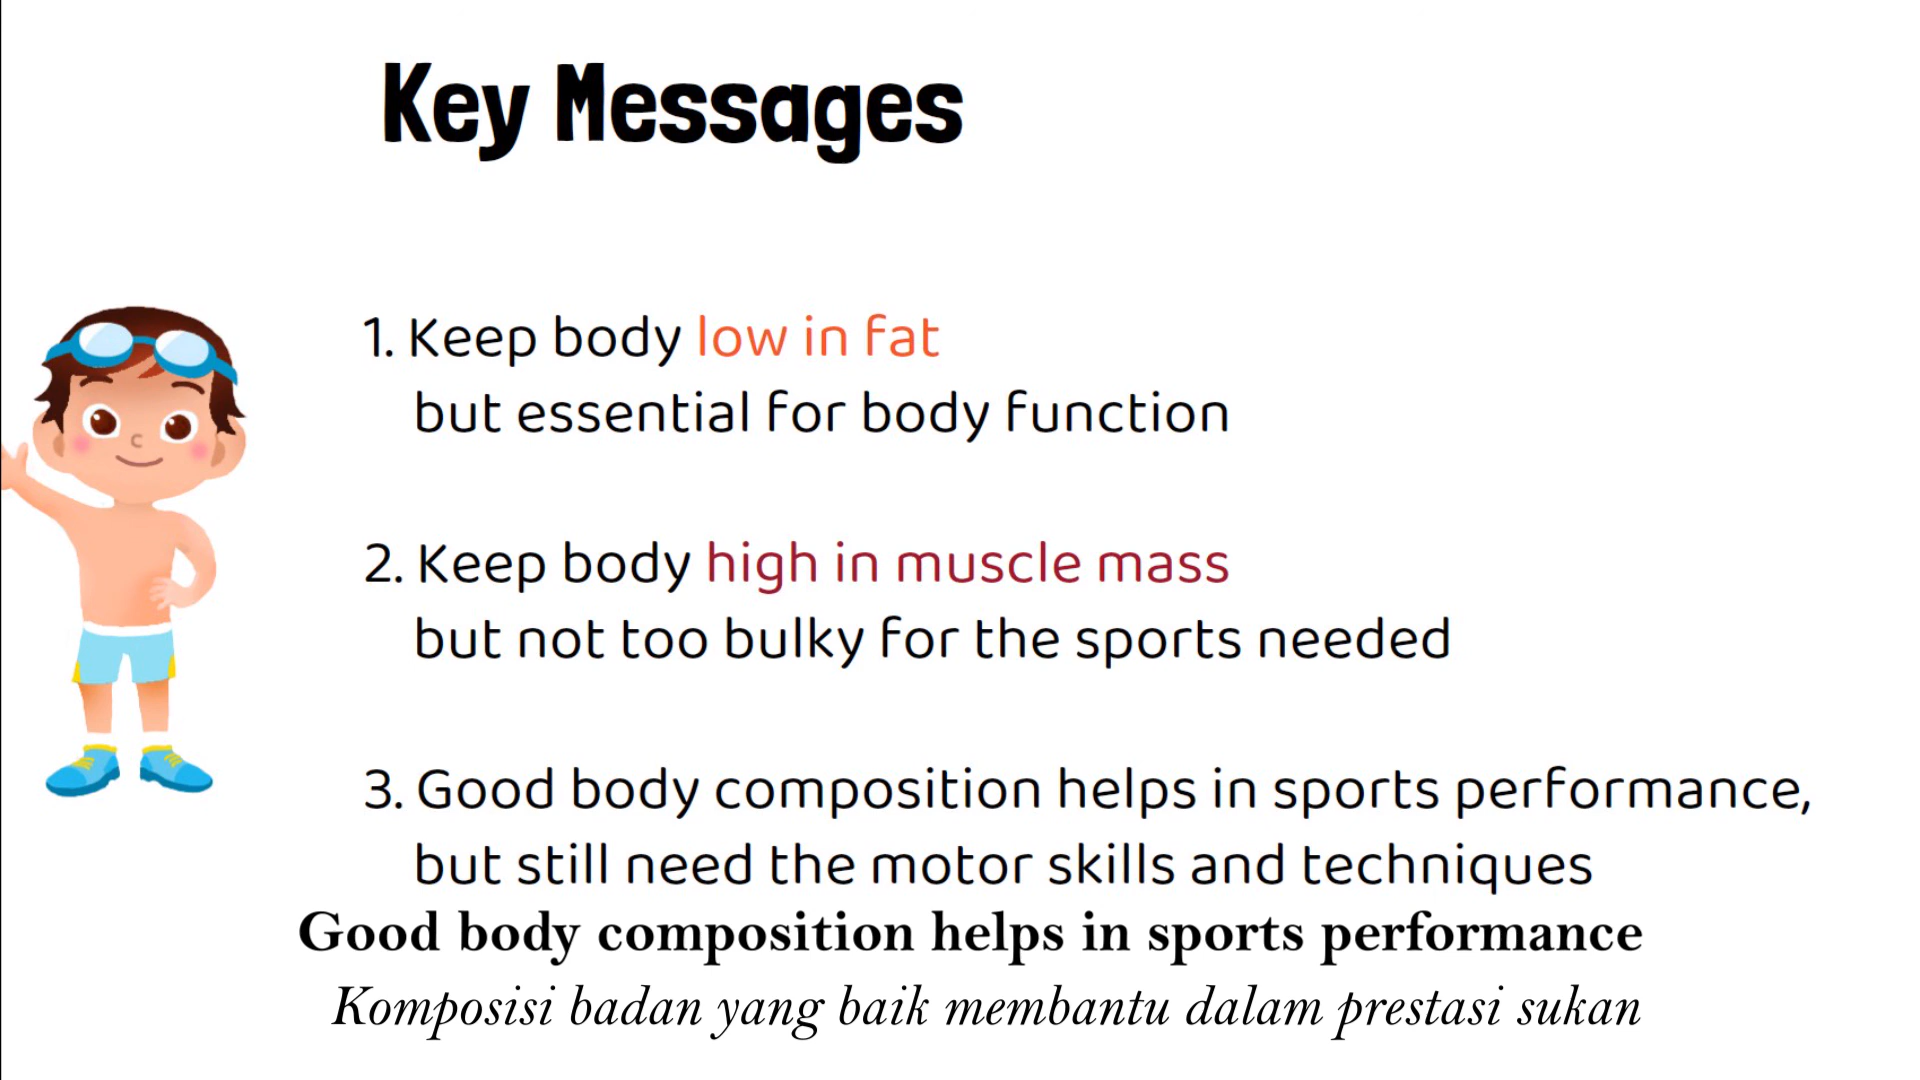 Key Messages
1. Keep body low in fat
but essential for body function
2. Keep body high in muscle mass
but not too bulky for the sports needed
3. Good body composition helps in sports performance,
but still need the motor skills and techniques
Good body composition helps in sports performance
Komposisi badan yang baik membantu dalam prestasi sukan